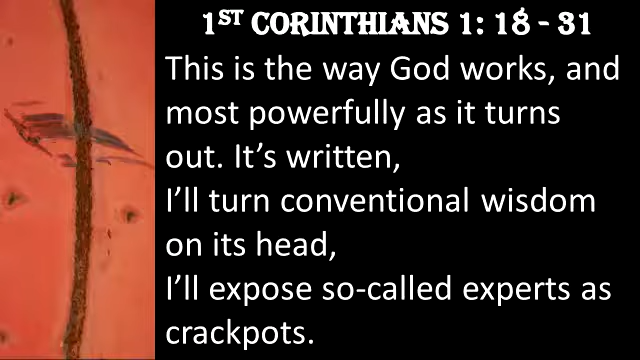 1ST CORINTHIANS 1: 18 - 31
This is the way God works, and
most powerfully as it turns
out. It’s written,
I’ll turn conventional wisdom
on its head,
I’ll expose so-called experts as
crackpots.